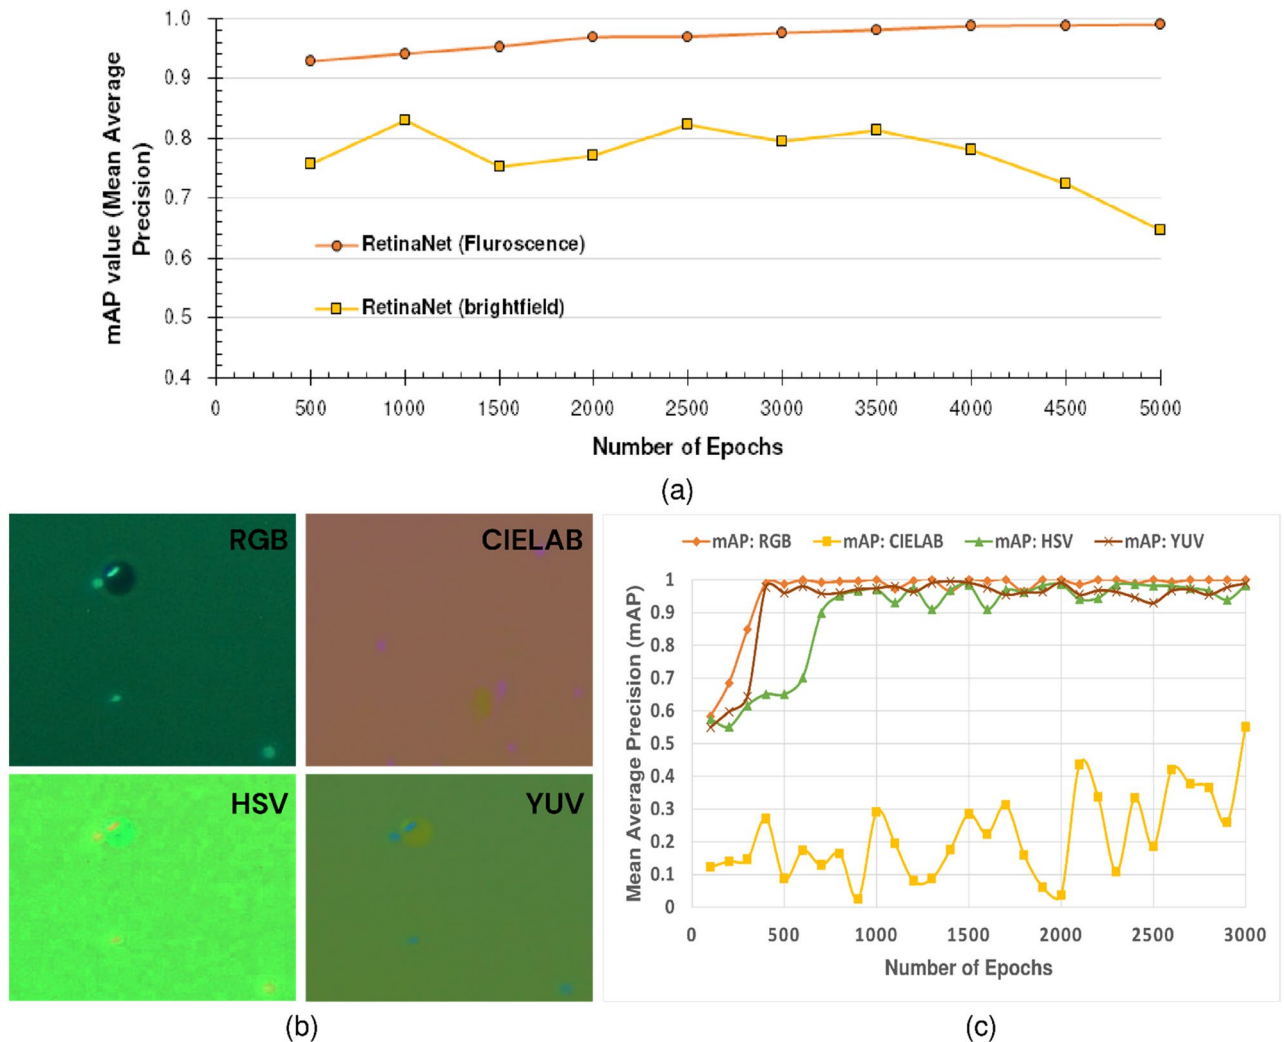 1.0
0.9
0.8
0.7
0.6
0.5
0.4
mAP value (Mean Average
Precision)
RetinaNet (Fluroscence)
RetinaNet (brightfield)
0 500 1000 1500 2000 2500 3000 3500 4000 4500 5000
Number of Epochs
(a)
RGB
CIELAB
HSV
YUV
(b)
mAP: RGB mAP: CIELAB mAP: HSV mAP: YUV
1
0.9
0.8
0.7
0.6
0.5
0.4
0.3
0.2
0.1
0
Mean Average Precision (mAP)
0 500 1000 1500 2000 2500 3000
Number of Epochs
(c)